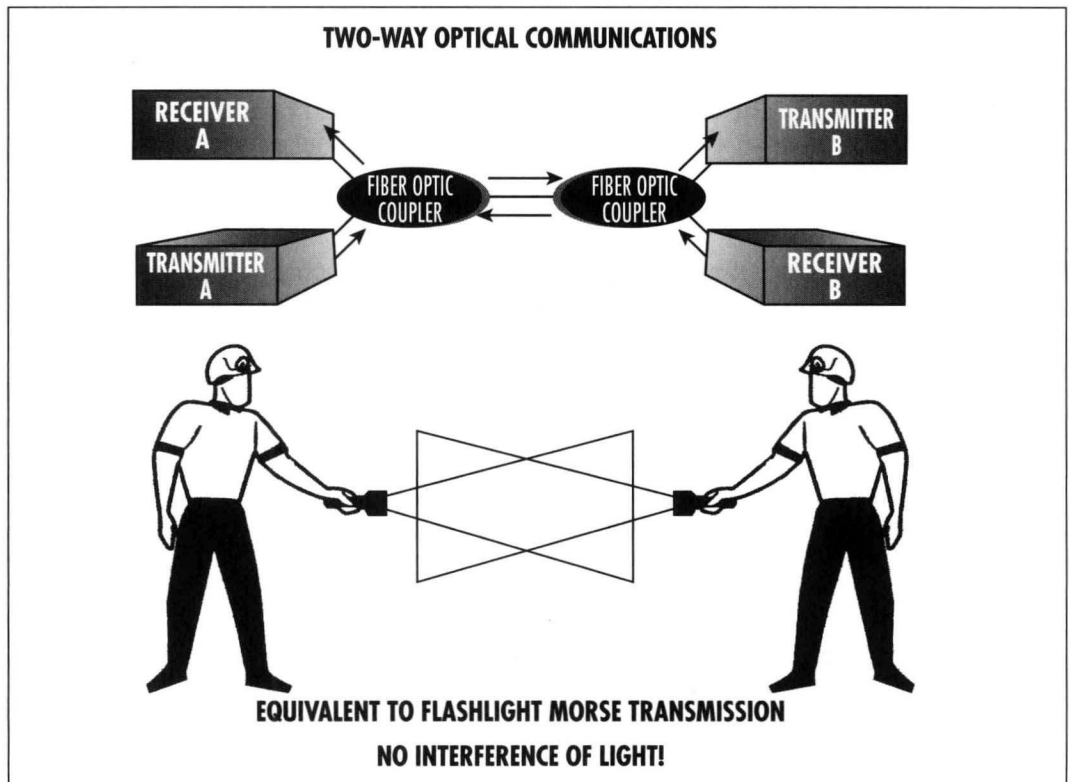 TWO-WAY OPTICAL COMMUNICATIONS
RECEIVER
A
TRANSMITTER
B
FIBER OPTIC
COUPLER
FIBER OPTIC
COUPLER
TRANSMITTER
A
RECEIVER
B
EQUIVALENT TO FLASHLIGHT MORSE TRANSMISSION
NO INTERFERENCE OF LIGHT!